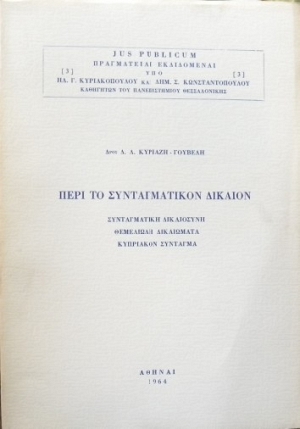 JUS PUBLICUM
ΠΡΑΓΜΑΤΕΙΑΙ ΕΚΔΙΔΟΜΕΝΑΙ
[3] ΥΠΟ [3]
ΗΛ. Γ. ΚΥΡΙΑΚΟΠΟΥΛΟΥ ΚΑΙ ΔΗΜ. Σ. ΚΩΝΣΤΑΝΤΟΠΟΥΛΟΥ
ΚΑΘΗΓΗΤΩΝ ΤΟΥ ΠΑΝΕΠΙΣΤΗΜΙΟΥ ΘΕΣΣΑΛΟΝΙΚΗΣ
Α. Α. ΚΥΡΙΑΖΗ - ΓΟΥΒΕΛΗ
ΠΕΡΙ ΤΟ ΣΥΝΤΑΓΜΑΤΙΚΟΝ ΔΙΚΑΙΟΝ
ΣΥΝΤΑΓΜΑΤΙΚΗ ΔΙΚΑΙΟΣΥΝΗ
ΘΕΜΕΛΙΩΔΗ ΔΙΚΑΙΩΜΑΤΑ
ΚΥΠΡΙΑΚΟΝ ΣΥΝΤΑΓΜΑ
ΑΘΗΝΑΙ
1964